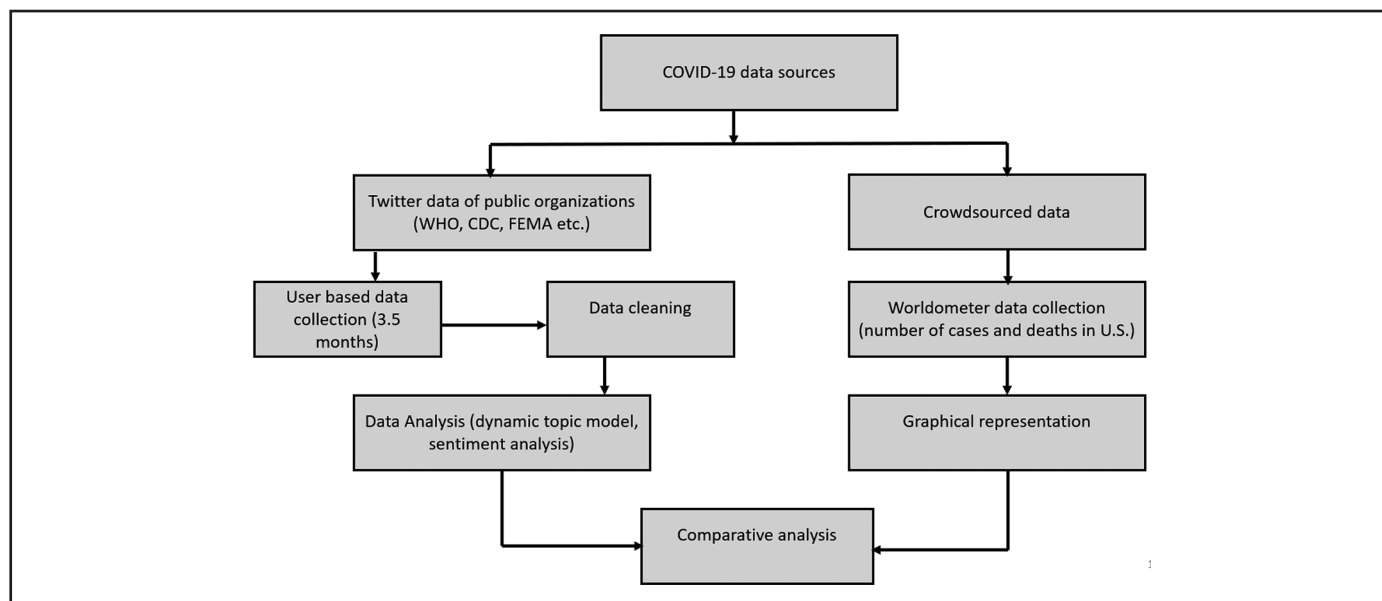 COVID-19 data sources
Twitter data of public organizations
(WHO, CDC, FEMA etc.)
Crowdsourced data
User based data
collection (3.5
months)
Data cleaning
Worldometer data collection
(number of cases and deaths in U.S.)
Data Analysis (dynamic topic model,
sentiment analysis)
Graphical representation
Comparative analysis